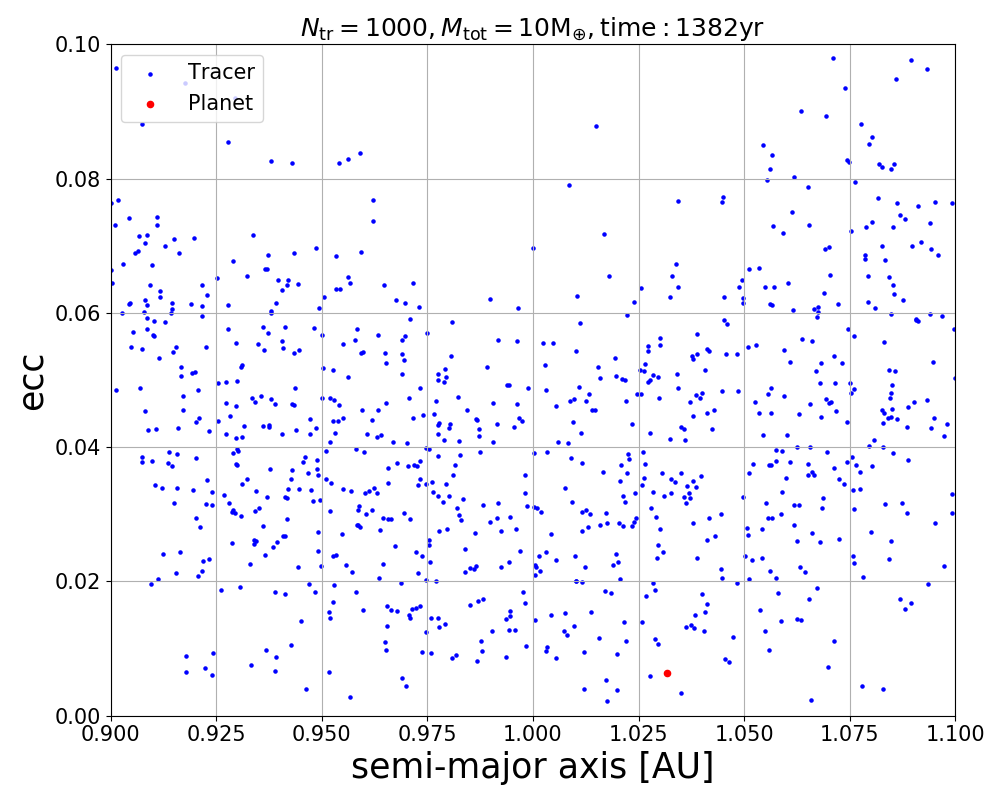 N_tr = 1000, M_tot = 10M_⊕, time : 1382yr
Tracer
Planet
0.10
0.08
0.06
0.04
0.02
0.00
ecc
0.900 0.925 0.950 0.975 1.000 1.025 1.050 1.075 1.100
semi-major axis [AU]